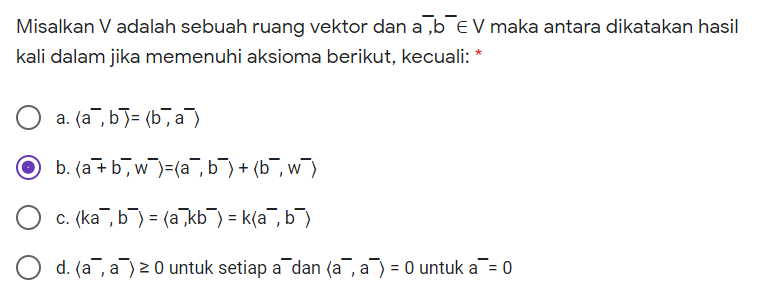 Misalkan V adalah sebuah ruang vektor dan a¯,b¯∈ V maka antara dikatakan hasil
kali dalam jika memenuhi aksioma berikut, kecuali: *
a. ⟨a¯, b¯⟩= ⟨b¯, a¯⟩
b. ⟨a¯+ b¯, w¯⟩=⟨a¯, b¯⟩ + ⟨b¯, w¯⟩
c. ⟨ka¯, b¯⟩ = ⟨a¯,kb¯⟩ = k⟨a¯, b¯⟩
d. ⟨a¯, a¯⟩ ≥ 0 untuk setiap a¯dan ⟨a¯, a¯⟩ = 0 untuk a¯= 0